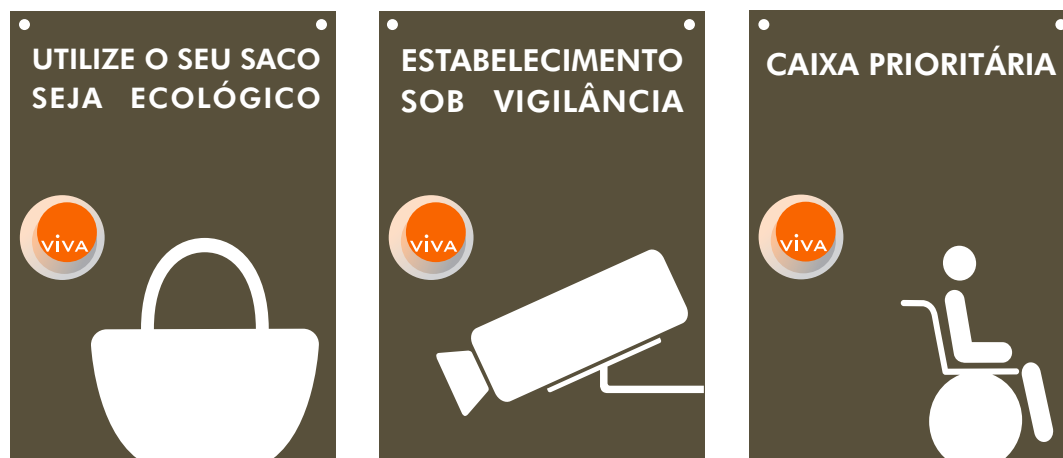 UTILIZE O SEU SACO
SEJA ECOLÓGICO
viva
ESTABELECIMENTO
SOB VIGILÂNCIA
viva
CAIXA PRIORITÁRIA
viva